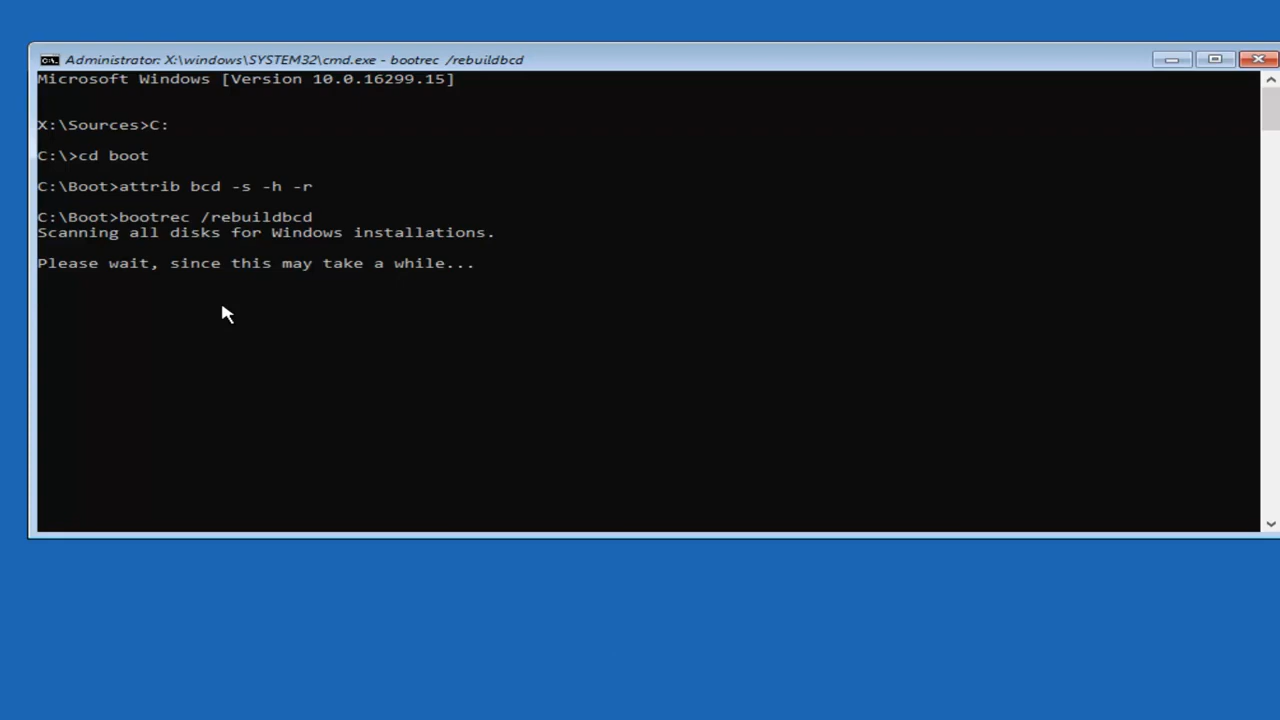 Administrator: X:\windows\SYSTEM32\cmd.exe - bootrec /rebuildbcd
Microsoft Windows [Version 10.0.16299.15]
X:\Sources>C:
C:\>cd boot
C:\Boot>attrib bcd -s -h -r
C:\Boot>bootrec /rebuildbcd
Scanning all disks for Windows installations.
Please wait, since this may take a while...